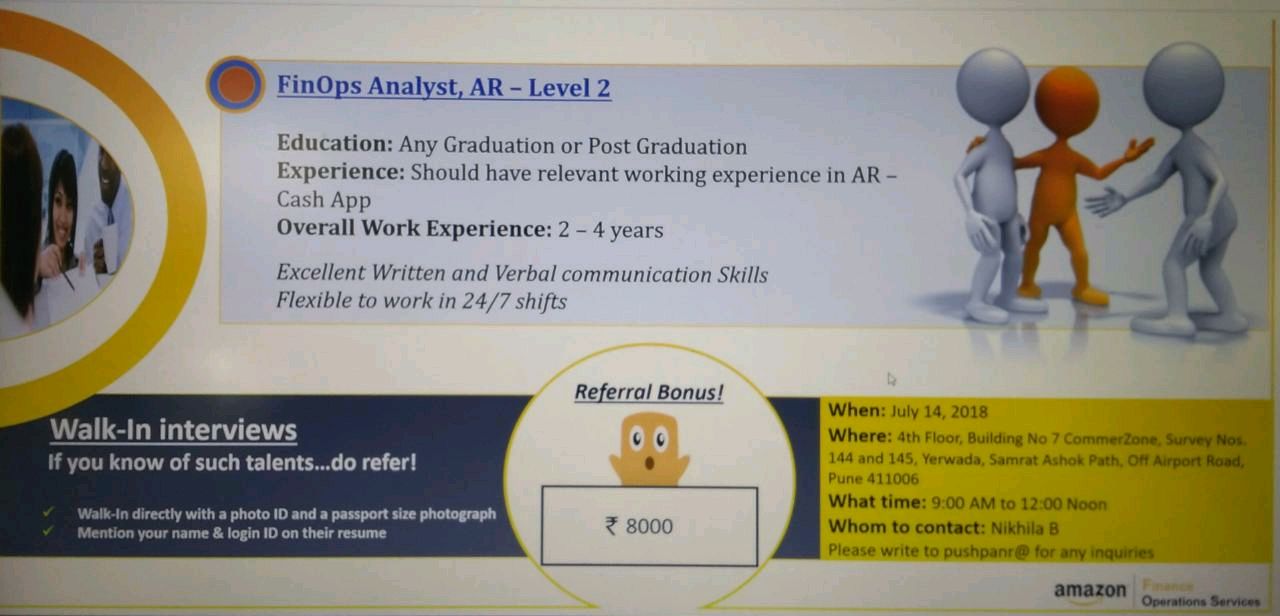 FinOps Analyst, AR – Level 2
Education: Any Graduation or Post Graduation
Experience: Should have relevant working experience in AR –
Cash App
Overall Work Experience: 2 – 4 years
Excellent Written and Verbal communication Skills
Flexible to work in 24/7 shifts
Walk-In interviews
If you know of such talents...do refer!
Walk-In directly with a photo ID and a passport size photograph
Mention your name & login ID on their resume
Referral Bonus!
₹ 8000
When: July 14, 2018
Where: 4th Floor, Building No 7 CommerZone, Survey Nos.
144 and 145, Yerwada, Samrat Ashok Path, Off Airport Road,
Pune 411006
What time: 9:00 AM to 12:00 Noon
Whom to contact: Nikhila B
Please write to pushpanr@ for any inquiries
amazon
Finance
Operations Services